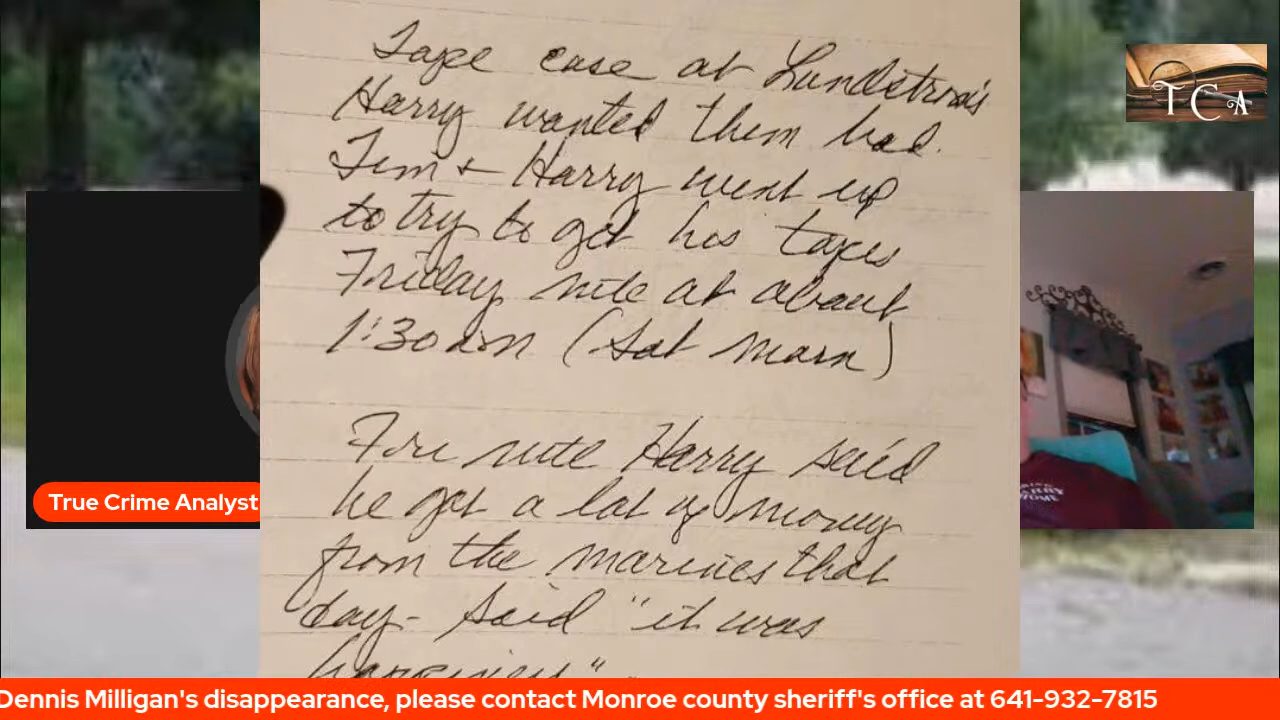 Tape case at Lundstrom's
Harry wanted them bad.
Jim + Harry went up
to try to get his tapes
Friday nite at about
1:30 am (Sat Morn)
Fri nite Harry said
he got a lot of money
from the marines that
day - Said "it was
happiness"
TCA
True Crime Analyst
Dennis Milligan's disappearance, please contact Monroe county sheriff's office at 641-932-7815